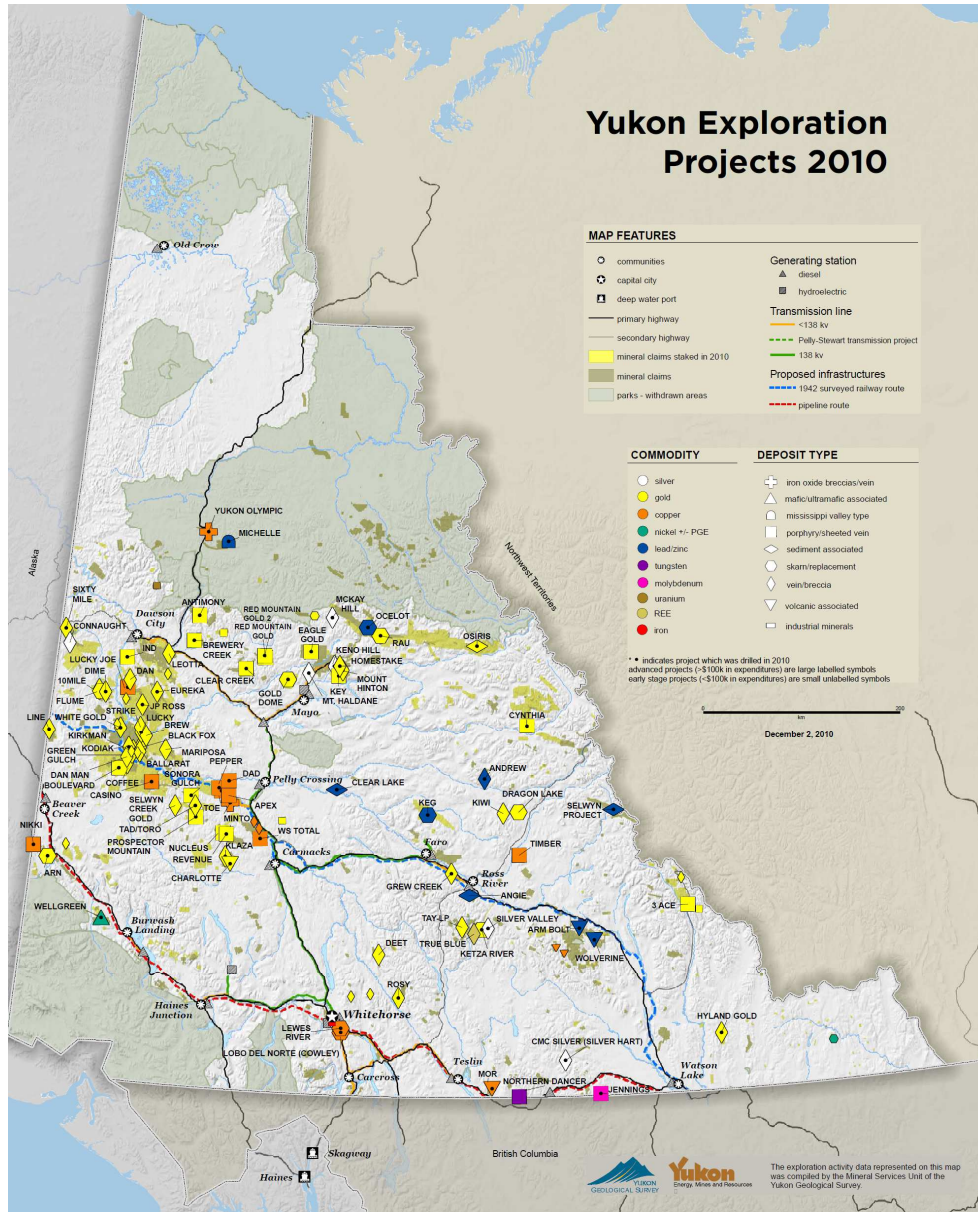 Yukon Exploration
Projects 2010
MAP FEATURES
communities
capital city
deep water port
primary highway
secondary highway
mineral claims staked in 2010
mineral claims
parks - withdrawn areas
Generating station
diesel
hydroelectric
Transmission line
<138 kv
Pelly-Stewart transmission project
138 kv
Proposed infrastructures
1942 surveyed railway route
pipeline route
COMMODITY
silver
gold
copper
nickel +/- PGE
lead/zinc
tungsten
molybdenum
uranium
REE
iron
DEPOSIT TYPE
iron oxide breccias/vein
mafic/ultramafic associated
mississippi valley type
porphyry/sheeted vein
sediment associated
skarn/replacement
vein/breccia
volcanic associated
industrial minerals
* • indicates project which was drilled in 2010
advanced projects (>$100k in expenditures) are large labelled symbols
early stage projects (<$100k in expenditures) are small unlabelled symbols
0 200
km
December 2, 2010
Old Crow
YUKON OLYMPIC
MICHELLE
Alaska
Northwest Territories
SIXTY
MILE
CONNAUGHT
Dawson
City
ANTIMONY
RED MOUNTAIN
GOLD 2
RED MOUNTAIN
GOLD
MCKAY
HILL
OCELOT
EAGLE
GOLD
RAU
OSIRIS
IND
BREWERY
CREEK
KENO HILL
HOMESTAKE
LUCKY JOE
LEOTTA
CLEAR CREEK
MOUNT
HINTON
DIME
DAN
10MILE
EUREKA
GOLD
DOME
KEY
MT. HALDANE
FLUME
JP ROSS
Mayo
STRIKE
LINE
WHITE GOLD
LUCKY
CYNTHIA
KIRKMAN
BREW
BLACK FOX
KODIAK
GREEN
GULCH
MARIPOSA
PEPPER
BALLARAT
DAN MAN
BOULEVARD
COFFEE
SONORA
GULCH
DAD
Pelly Crossing
CLEAR LAKE
ANDREW
CASINO
SELWYN
CREEK
GOLD
TOE
APEX
KEG
KIWI
DRAGON LAKE
SELWYN
PROJECT
Beaver
Creek
TAD/TORO
MINTO
WS TOTAL
NIKKI
PROSPECTOR
MOUNTAIN
NUCLEUS
KLAZA
REVENUE
Carmacks
Faro
TIMBER
ARN
CHARLOTTE
GREW CREEK
Ross
River
ANGIE
3 ACE
WELLGREEN
Burwash
Landing
TAY-LP
SILVER VALLEY
ARM BOLT
TRUE BLUE
KETZA RIVER
WOLVERINE
DEET
ROSY
Haines
Junction
Whitehorse
HYLAND GOLD
LEWES
RIVER
LOBO DEL NORTE (COWLEY)
CMC SILVER (SILVER HART)
Carcross
Teslin
MOR
NORTHERN DANCER
JENNINGS
Watson
Lake
Skagway
Haines
British Columbia
YUKON
GEOLOGICAL SURVEY
Yukon
Energy, Mines and Resources
The exploration activity data represented on this map
was compiled by the Mineral Services Unit of the
Yukon Geological Survey.